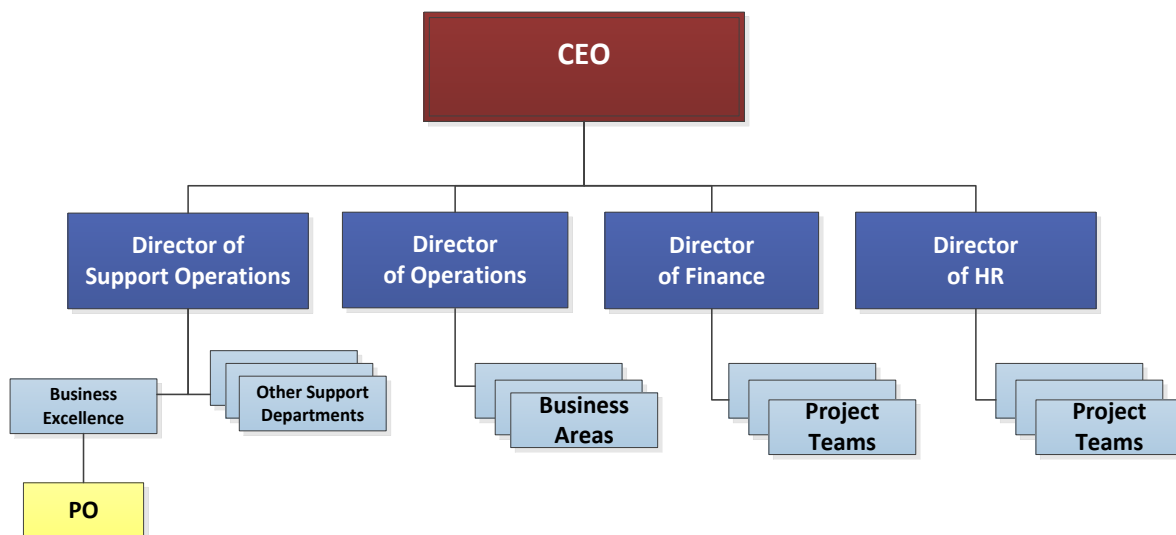 CEO
Director of
Support Operations
Director
of Operations
Director
of Finance
Director
of HR
Business
Excellence
Other Support
Departments
Business
Areas
Project
Teams
Project
Teams
PO